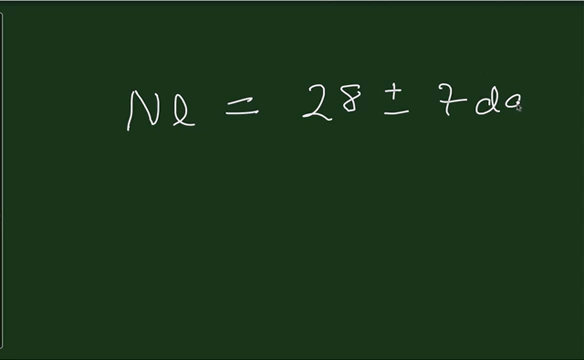 Nl = 28 ± 7 da